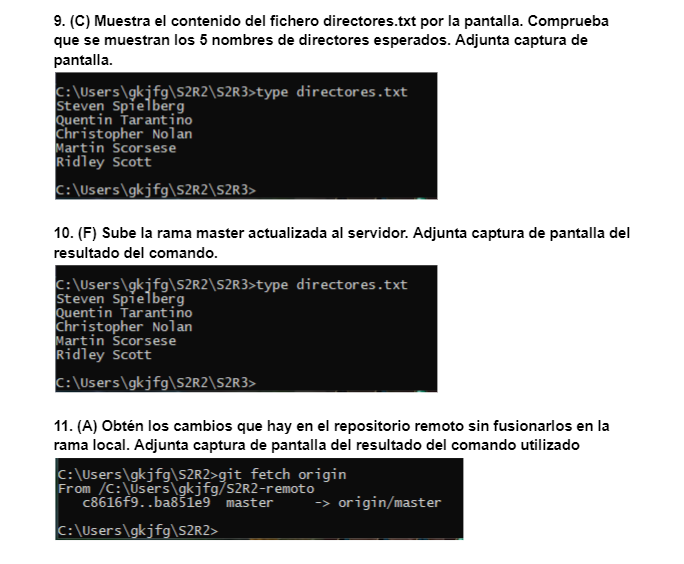 9. (C) Muestra el contenido del fichero directores.txt por la pantalla. Comprueba
que se muestran los 5 nombres de directores esperados. Adjunta captura de
pantalla.
C:\Users\gkjfg\S2R2\S2R3>type directores.txt
Steven Spielberg
Quentin Tarantino
Christopher Nolan
Martin Scorsese
Ridley Scott
C:\Users\gkjfg\S2R2\S2R3>
10. (F) Sube la rama master actualizada al servidor. Adjunta captura de pantalla del
resultado del comando.
C:\Users\gkjfg\S2R2\S2R3>type directores.txt
Steven Spielberg
Quentin Tarantino
Christopher Nolan
Martin Scorsese
Ridley Scott
C:\Users\gkjfg\S2R2\S2R3>
11. (A) Obtén los cambios que hay en el repositorio remoto sin fusionarlos en la
rama local. Adjunta captura de pantalla del resultado del comando utilizado
C:\Users\gkjfg\S2R2>git fetch origin
From /C:\Users\gkjfg/S2R2-remoto
c8616f9..ba851e9 master -> origin/master
C:\Users\gkjfg\S2R2>